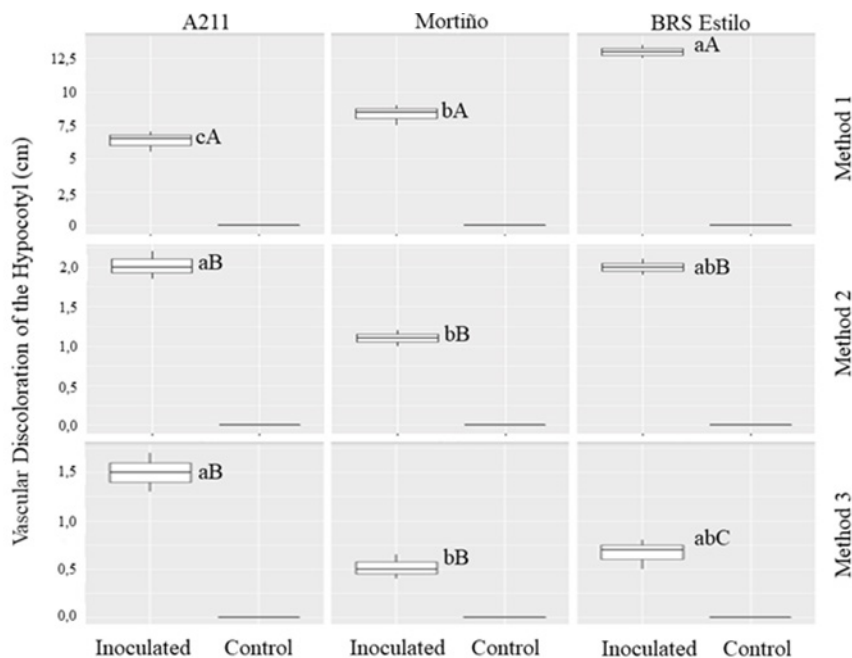 A211 Mortiño BRS Estilo
Vascular Discoloration of the Hypocotyl (cm)
12,5
10
7,5
5
2,5
0
cA
bA
aA
Method 1
2,0
1,5
1,0
0,5
0,0
aB
bB
abB
Method 2
1,5
1,0
0,5
0,0
aB
bB
abC
Method 3
Inoculated Control Inoculated Control Inoculated Control